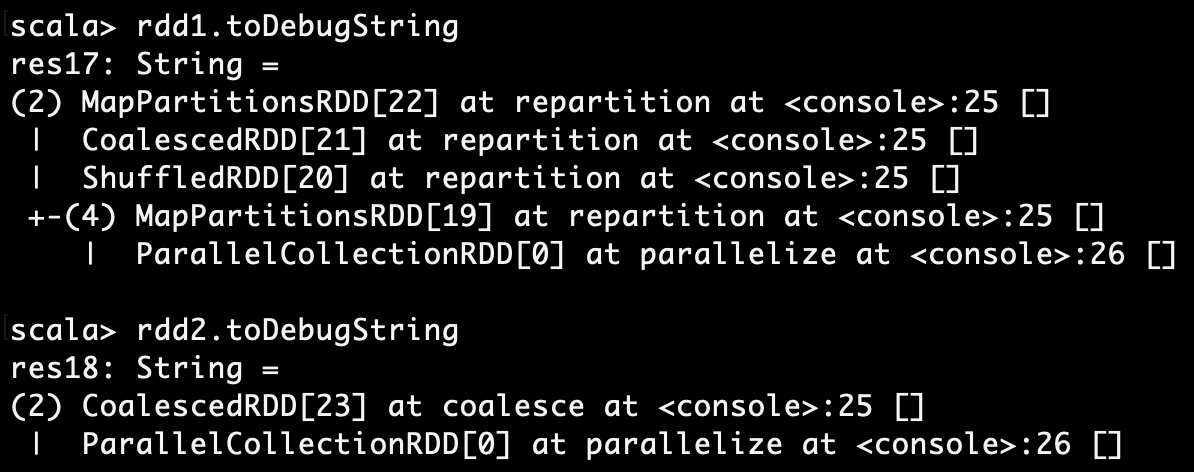 scala> rdd1.toDebugString
res17: String =
(2) MapPartitionsRDD[22] at repartition at <console>:25 []
 |  CoalescedRDD[21] at repartition at <console>:25 []
 |  ShuffledRDD[20] at repartition at <console>:25 []
 +-(4) MapPartitionsRDD[19] at repartition at <console>:25 []
    |  ParallelCollectionRDD[0] at parallelize at <console>:26 []

scala> rdd2.toDebugString
res18: String =
(2) CoalescedRDD[23] at coalesce at <console>:25 []
 |  ParallelCollectionRDD[0] at parallelize at <console>:26 []